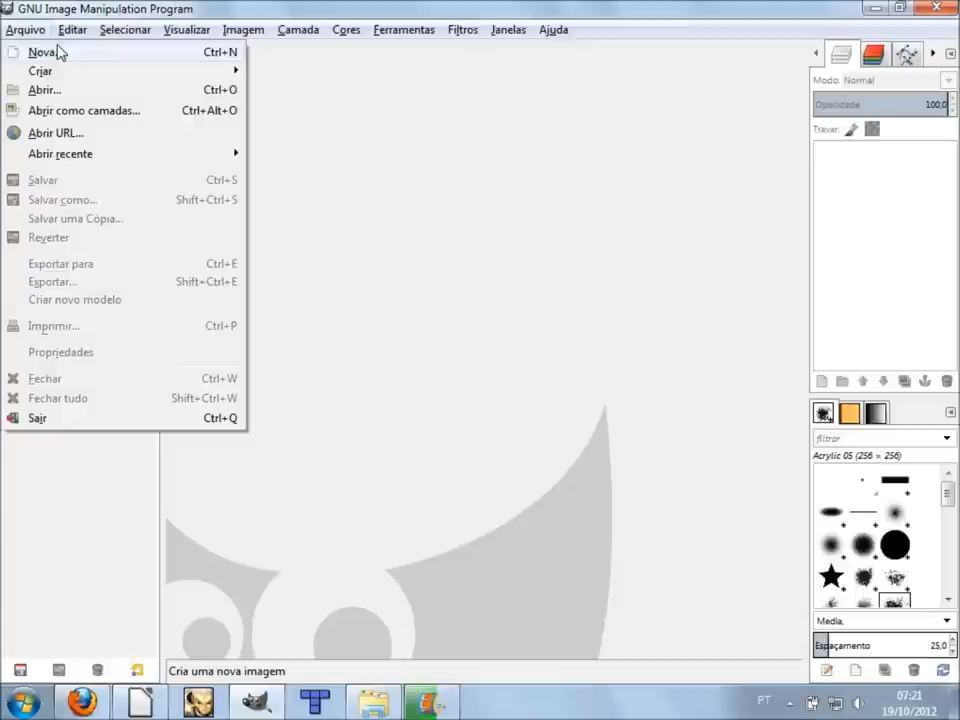 GNU Image Manipulation Program
Arquivo Editar Selecionar Visualizar Imagem Camada Cores Ferramentas Filtros Janelas Ajuda
Nova... Ctrl+N
Criar
Abrir... Ctrl+O
Abrir como camadas... Ctrl+Alt+O
Abrir URL...
Abrir recente
Salvar Ctrl+S
Salvar como... Shift+Ctrl+S
Salvar uma Cópia...
Reverter
Exportar para Ctrl+E
Exportar... Shift+Ctrl+E
Criar novo modelo
Imprimir... Ctrl+P
Propriedades
Fechar Ctrl+W
Fechar tudo Shift+Ctrl+W
Sair Ctrl+Q
Modo: Normal
Opacidade 100,0
Travar:
filtrar
Acrylic 05 (256 × 256)
Media,
Espaçamento 25,0
Cria uma nova imagem
PT
07:21
19/10/2012